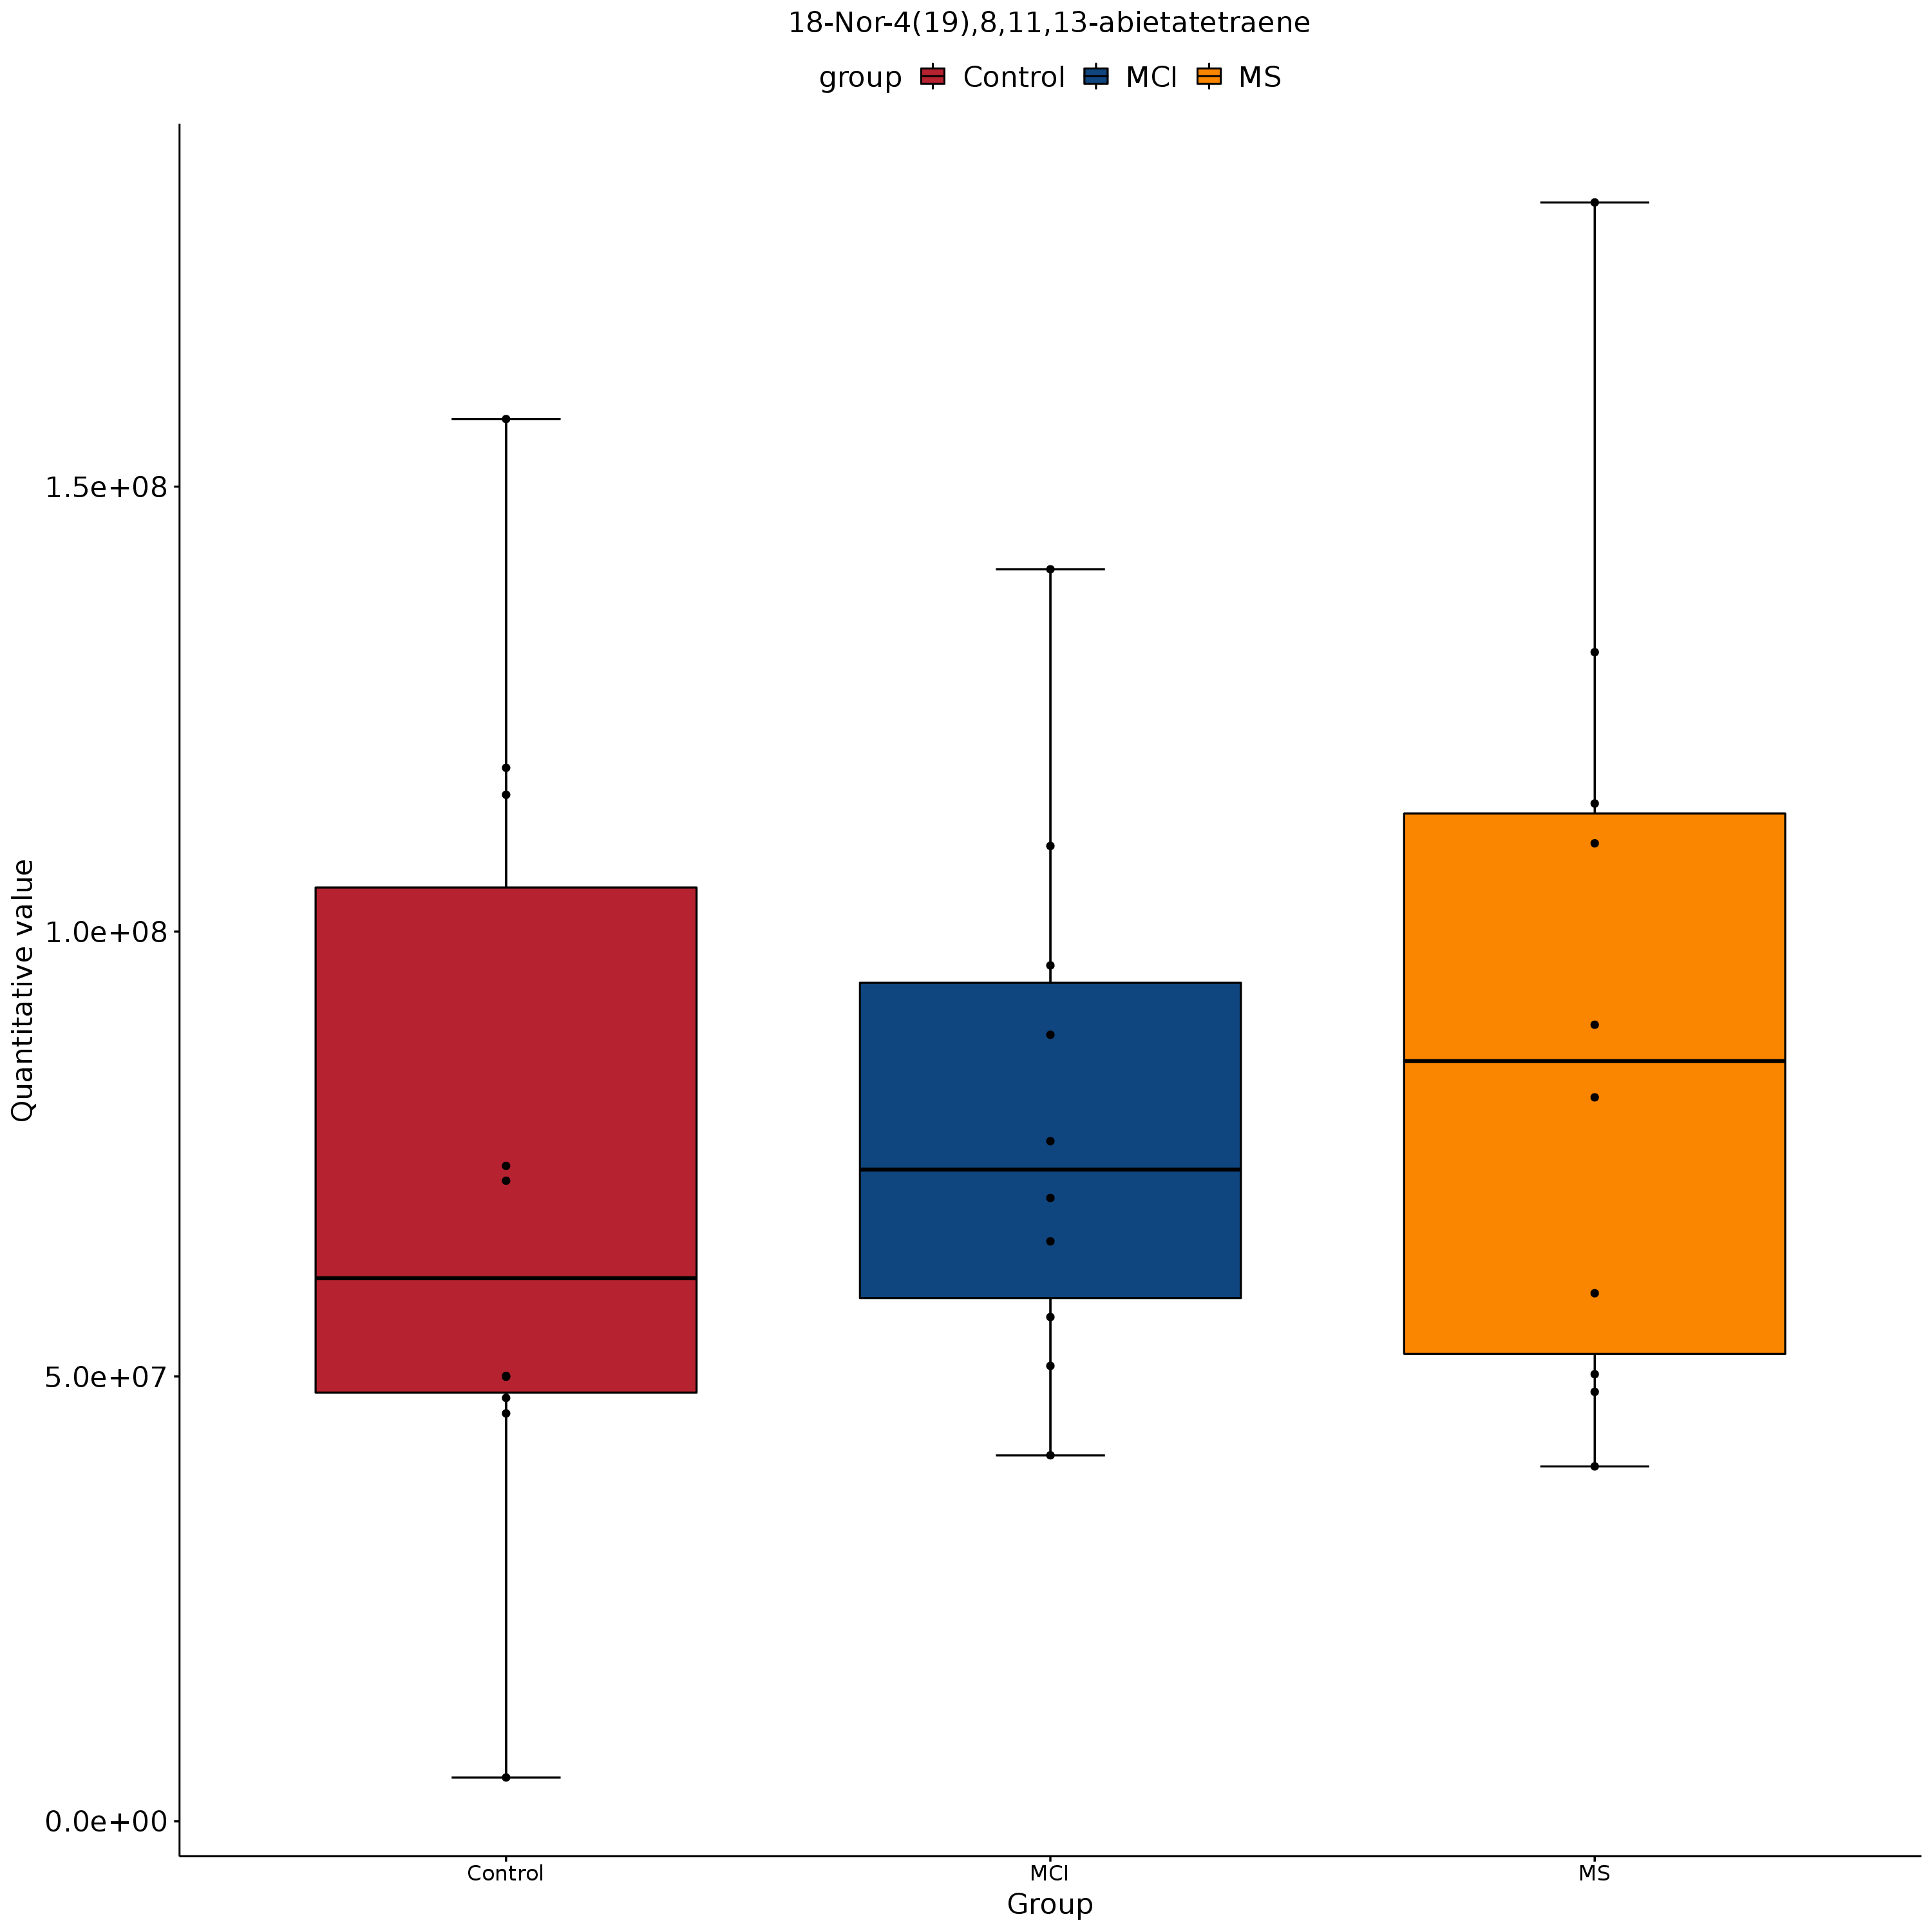 18-Nor-4(19),8,11,13-abietatetraene
group Control MCI MS
Quantitative value
1.5e+08
1.0e+08
5.0e+07
0.0e+00
Control MCI MS
Group